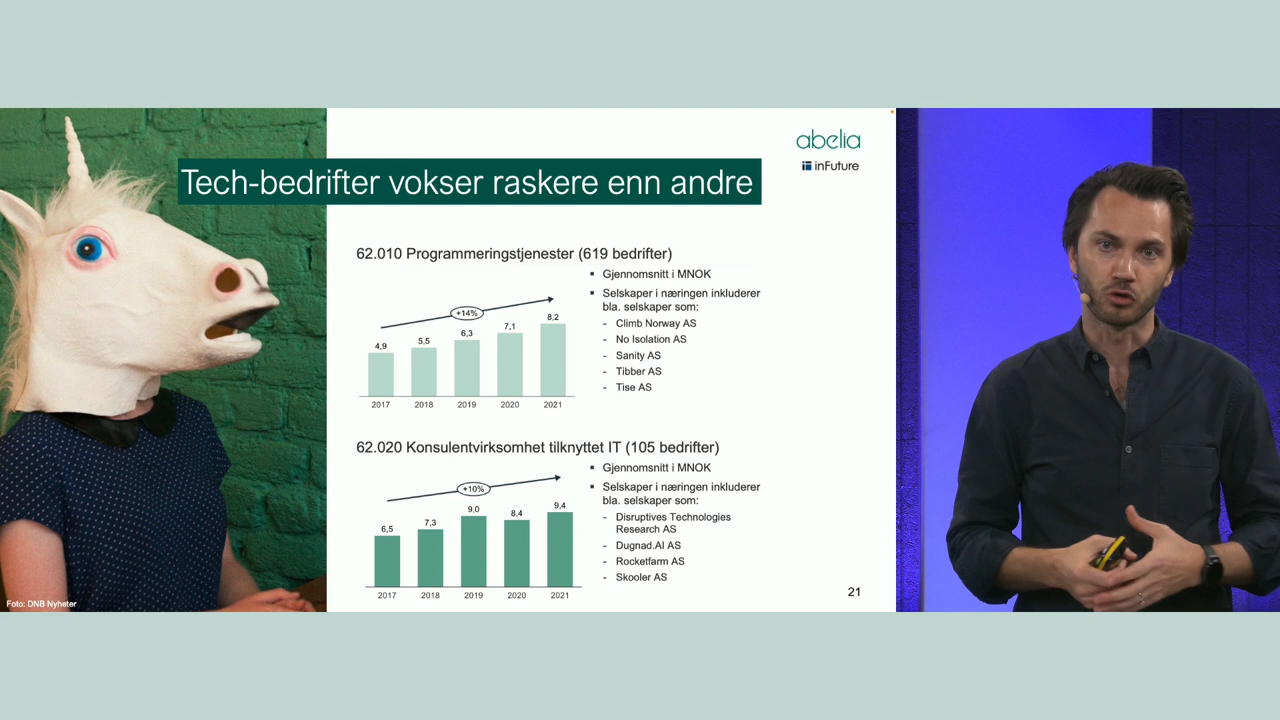 abelia
inFuture
Tech-bedrifter vokser raskere enn andre
62.010 Programmeringstjenester (619 bedrifter)
Gjennomsnitt i MNOK
Selskaper i næringen inkluderer
bla. selskaper som:
- Climb Norway AS
- No Isolation AS
- Sanity AS
- Tibber AS
- Tise AS
+14%
4,9 5,5 6,3 7,1 8,2
2017 2018 2019 2020 2021
62.020 Konsulentvirksomhet tilknyttet IT (105 bedrifter)
Gjennomsnitt i MNOK
Selskaper i næringen inkluderer
bla. selskaper som:
- Disruptives Technologies
Research AS
- Dugnad.AI AS
- Rocketfarm AS
- Skooler AS
+10%
6,5 7,3 9,0 8,4 9,4
2017 2018 2019 2020 2021
21
Foto: DNB Nyheter